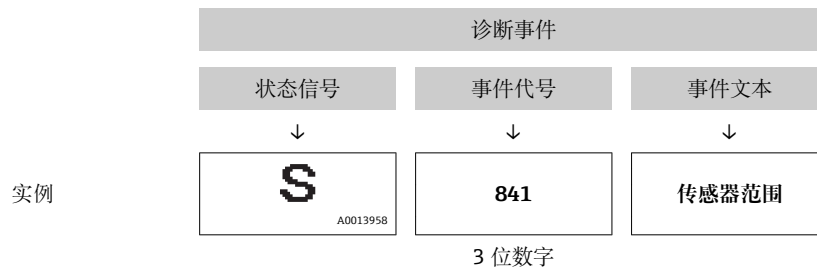 诊断事件
状态信号 事件代号 事件文本
↓ ↓ ↓
实例 S 841 传感器范围
A0013958
3 位数字